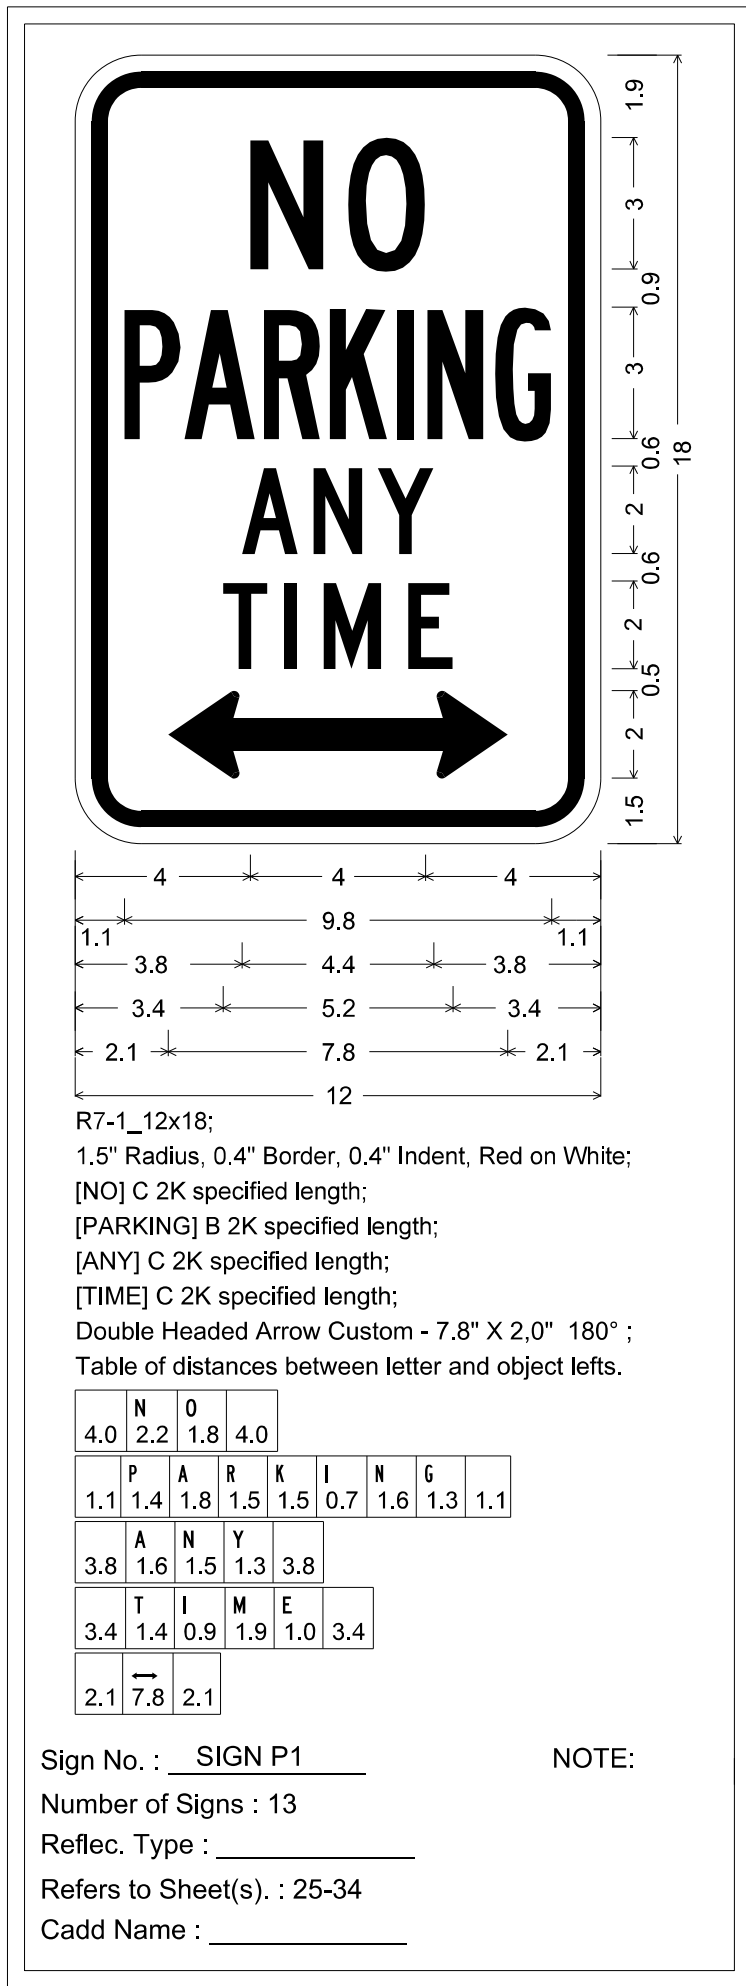 NO
PARKING
ANY
TIME
1.9
3
0.9
3
0.6
2
0.6
2
0.5
2
1.5
18
4 4 4
9.8
1.1 1.1
3.8 4.4 3.8
3.4 5.2 3.4
2.1 7.8 2.1
12
R7-1_12x18;
1.5" Radius, 0.4" Border, 0.4" Indent, Red on White;
[NO] C 2K specified length;
[PARKING] B 2K specified length;
[ANY] C 2K specified length;
[TIME] C 2K specified length;
Double Headed Arrow Custom - 7.8" X 2,0" 180° ;
Table of distances between letter and object lefts.
N O
4.0 2.2 1.8 4.0
P A R K I N G
1.1 1.4 1.8 1.5 1.5 0.7 1.6 1.3 1.1
A N Y
3.8 1.6 1.5 1.3 3.8
T I M E
3.4 1.4 0.9 1.9 1.0 3.4
↔
2.1 7.8 2.1
Sign No. : SIGN P1 NOTE:
Number of Signs : 13
Reflec. Type :
Refers to Sheet(s). : 25-34
Cadd Name :